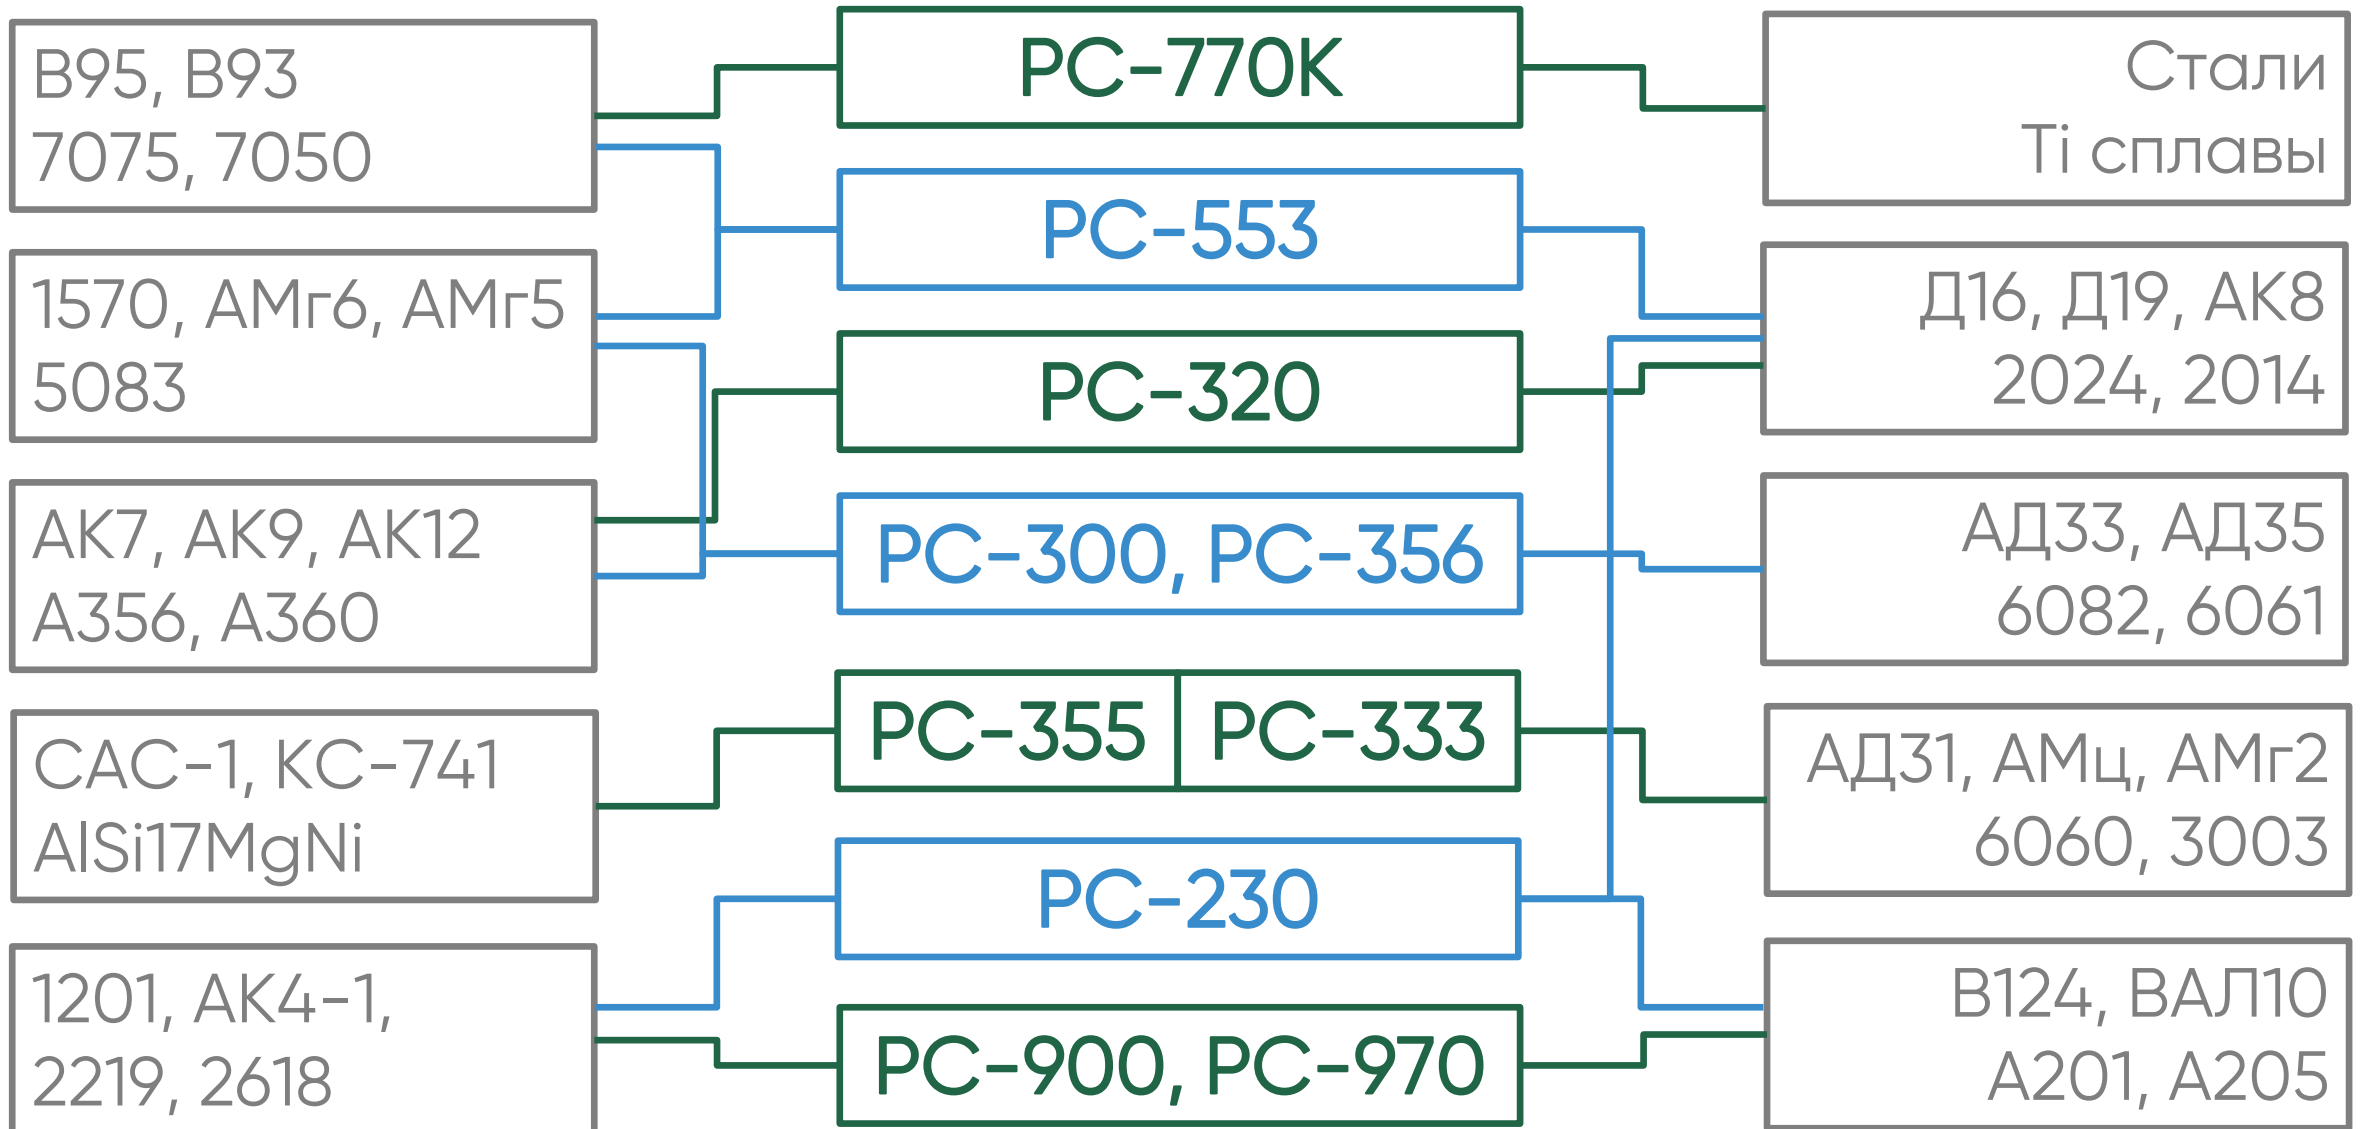 В95, В93
7075, 7050
1570, АМг6, АМг5
5083
АК7, АК9, АК12
А356, А360
САС-1, КС-741
AlSi17MgNi
1201, АК4-1,
2219, 2618
РС-770К
РС-553
РС-320
РС-300, РС-356
РС-355
РС-333
РС-230
РС-900, РС-970
Стали
Ti сплавы
Д16, Д19, АК8
2024, 2014
АД33, АД35
6082, 6061
АД31, АМц, АМг2
6060, 3003
В124, ВАЛ10
А201, А205